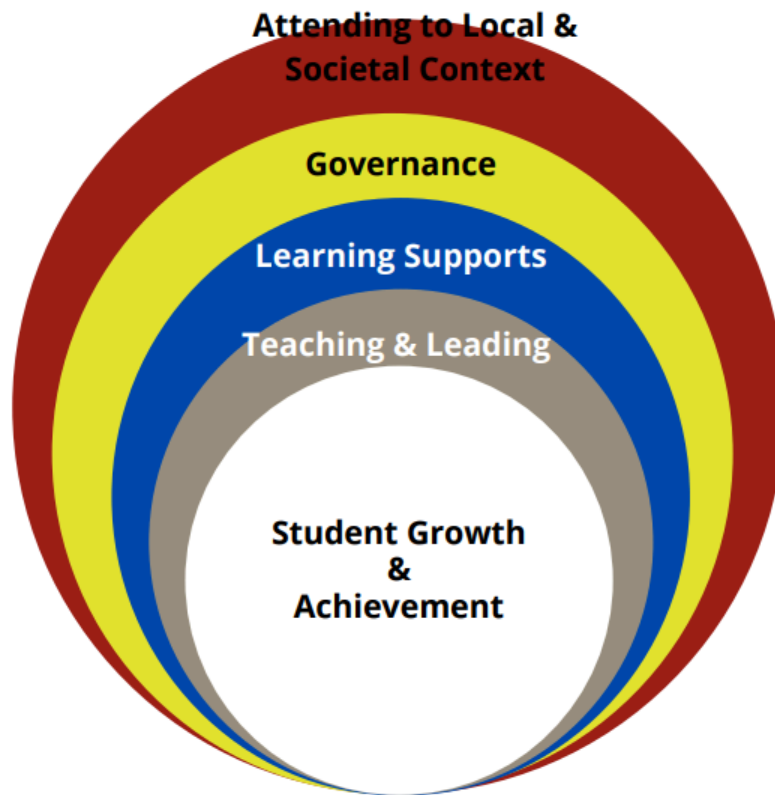 Attending to Local &
Societal Context
Governance
Learning Supports
Teaching & Leading
Student Growth
&
Achievement